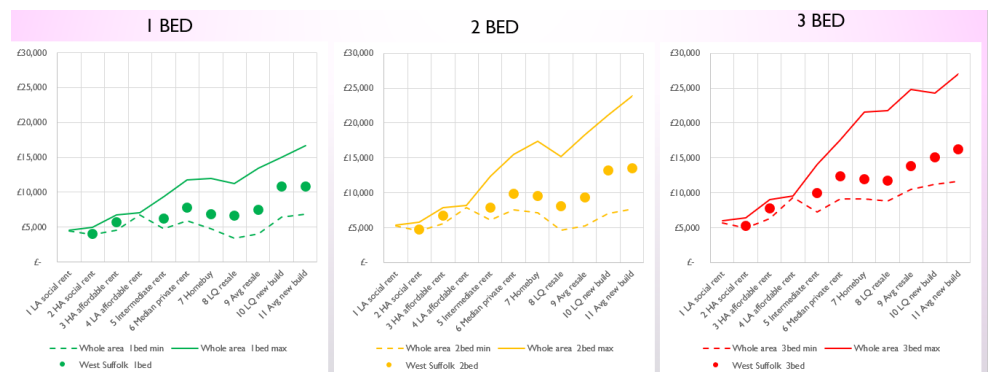 1 BED
2 BED
3 BED
£30,000
£25,000
£20,000
£15,000
£10,000
£5,000
£-
1 LA social rent
2 HA social rent
3 HA affordable rent
4 LA affordable rent
5 intermediate rent
6 Median private rent
7 Homebuy
8 LQ resale
9 Avg resale
10 LQ new build
11 Avg new build
Whole area 1bed min
Whole area 1bed max
West Suffolk 1bed
£30,000
£25,000
£20,000
£15,000
£10,000
£5,000
£-
1 LA social rent
2 HA social rent
3 HA affordable rent
4 LA affordable rent
5 intermediate rent
6 Median private rent
7 Homebuy
8 LQ resale
9 Avg resale
10 LQ new build
11 Avg new build
Whole area 2bed min
Whole area 2bed max
West Suffolk 2bed
£30,000
£25,000
£20,000
£15,000
£10,000
£5,000
£-
1 LA social rent
2 HA social rent
3 HA affordable rent
4 LA affordable rent
5 intermediate rent
6 Median private rent
7 Homebuy
8 LQ resale
9 Avg resale
10 LQ new build
11 Avg new build
Whole area 3bed min
Whole area 3bed max
West Suffolk 3bed